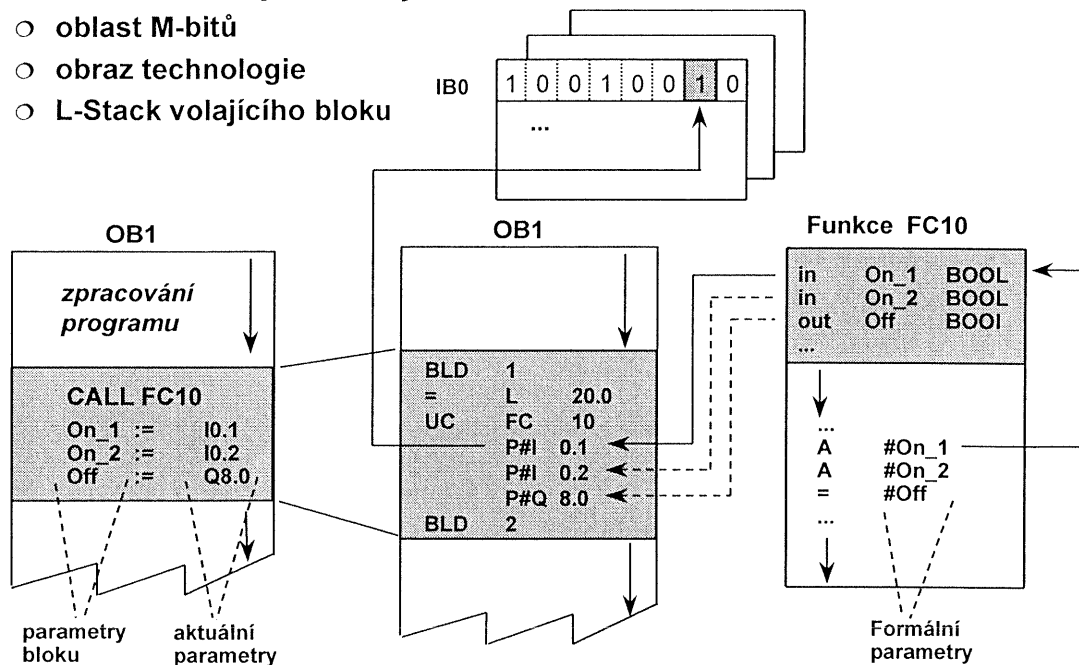 oblast M-bitů
obraz technologie
L-Stack volajícího bloku
IB0 1 0 0 1 0 0 1 0
...
OB1
zpracování
programu
CALL FC10
On_1 := I0.1
On_2 := I0.2
Off := Q8.0
parametry
bloku
aktuální
parametry
OB1
BLD 1
= L 20.0
UC FC 10
P#I 0.1
P#I 0.2
P#Q 8.0
BLD 2
Funkce FC10
in On_1 BOOL
in On_2 BOOL
out Off BOOl
...
...
A #On_1
A #On_2
= #Off
...
Formální
parametry